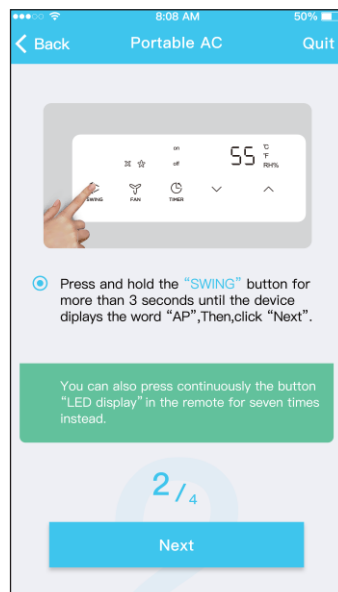 8:08 AM
50%
Back
Portable AC
Quit
on
off
55
°C
°F
RH%
SWING
FAN
TIMER
Press and hold the “SWING” button for
more than 3 seconds until the device
diplays the word “AP”,Then,click “Next”.
You can also press continuously the button
“LED display” in the remote for seven times
instead.
2/4
2
Next